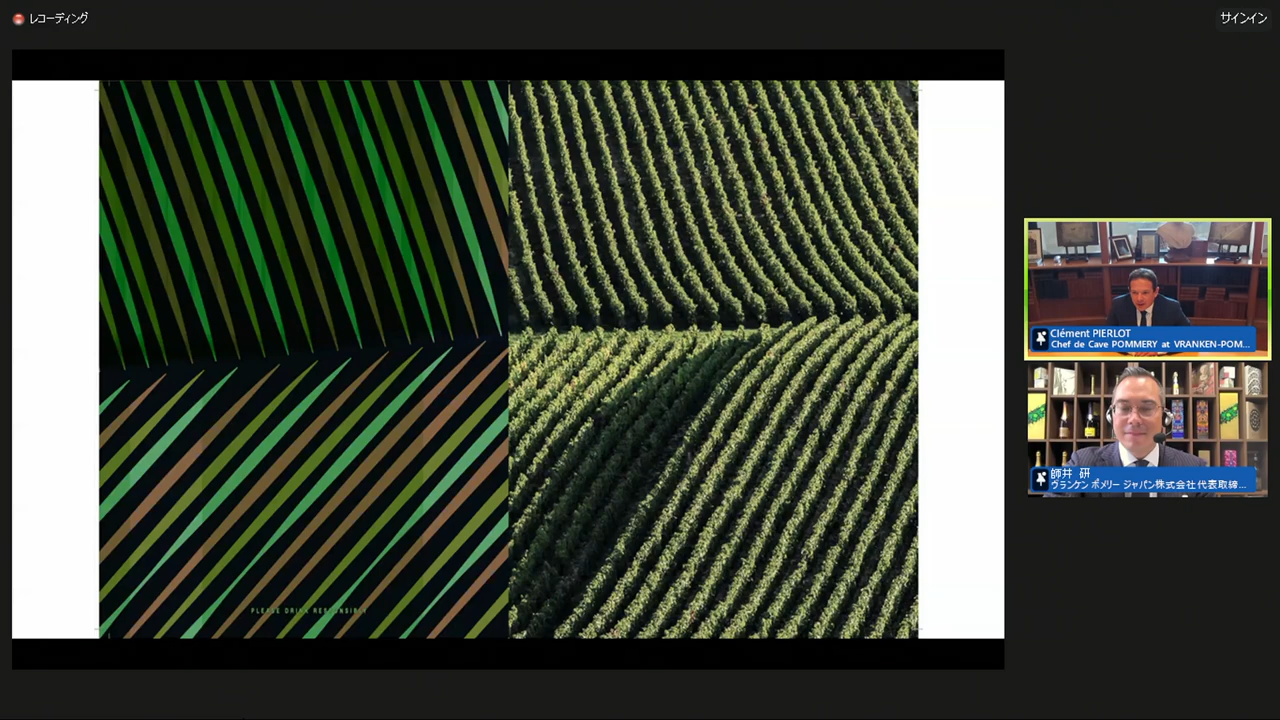 レコーディング
サインイン
Clément PIERLOT
Chef de Cave POMMERY at VRANKEN-POM...
師井 研
ヴランケン ポメリー ジャパン株式会社 代表取締...
PLEASE DRINK RESPONSIBLY